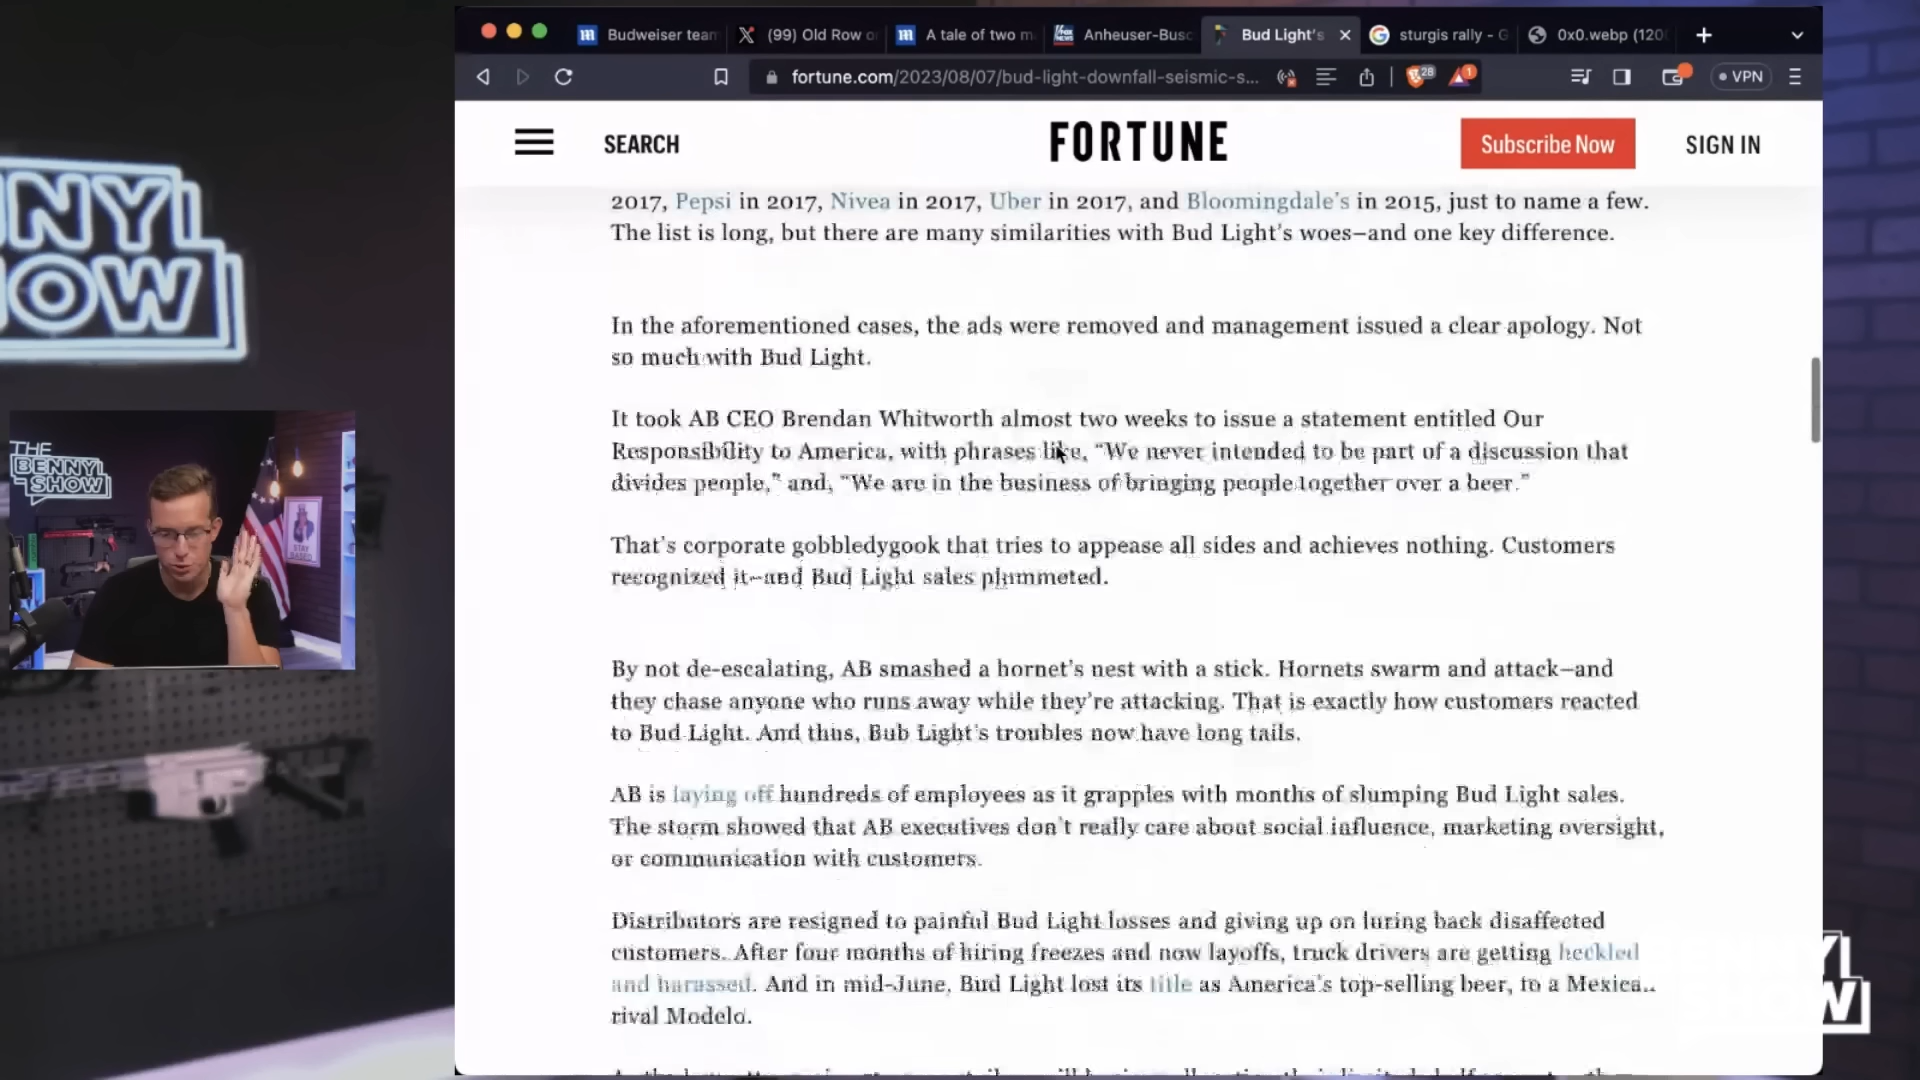 Budweiser team
(99) Old Row o
A tale of two m
Anheuser-Busc
Bud Light's
sturgis rally - G
0x0.webp (120
fortune.com/2023/08/07/bud-light-downfall-seismic-s...
28
1
VPN
SEARCH
FORTUNE
Subscribe Now
SIGN IN
2017, Pepsi in 2017, Nivea in 2017, Uber in 2017, and Bloomingdale's in 2015, just to name a few.
The list is long, but there are many similarities with Bud Light's woes—and one key difference.
In the aforementioned cases, the ads were removed and management issued a clear apology. Not
so much with Bud Light.
It took AB CEO Brendan Whitworth almost two weeks to issue a statement entitled Our
Responsibility to America, with phrases like, "We never intended to be part of a discussion that
divides people," and, "We are in the business of bringing people together over a beer."
That's corporate gobbledygook that tries to appease all sides and achieves nothing. Customers
recognized it—and Bud Light sales plummeted.
By not de-escalating, AB smashed a hornet's nest with a stick. Hornets swarm and attack—and
they chase anyone who runs away while they're attacking. That is exactly how customers reacted
to Bud Light. And thus, Bub Light's troubles now have long tails.
AB is laying off hundreds of employees as it grapples with months of slumping Bud Light sales.
The storm showed that AB executives don't really care about social influence, marketing oversight,
or communication with customers.
Distributors are resigned to painful Bud Light losses and giving up on luring back disaffected
customers. After four months of hiring freezes and now layoffs, truck drivers are getting heckled
and harassed. And in mid-June, Bud Light lost its title as America's top-selling beer, to a Mexica..
rival Modelo.
NNY
HOW
THE
BENNY
SHOW
STAY
BASED